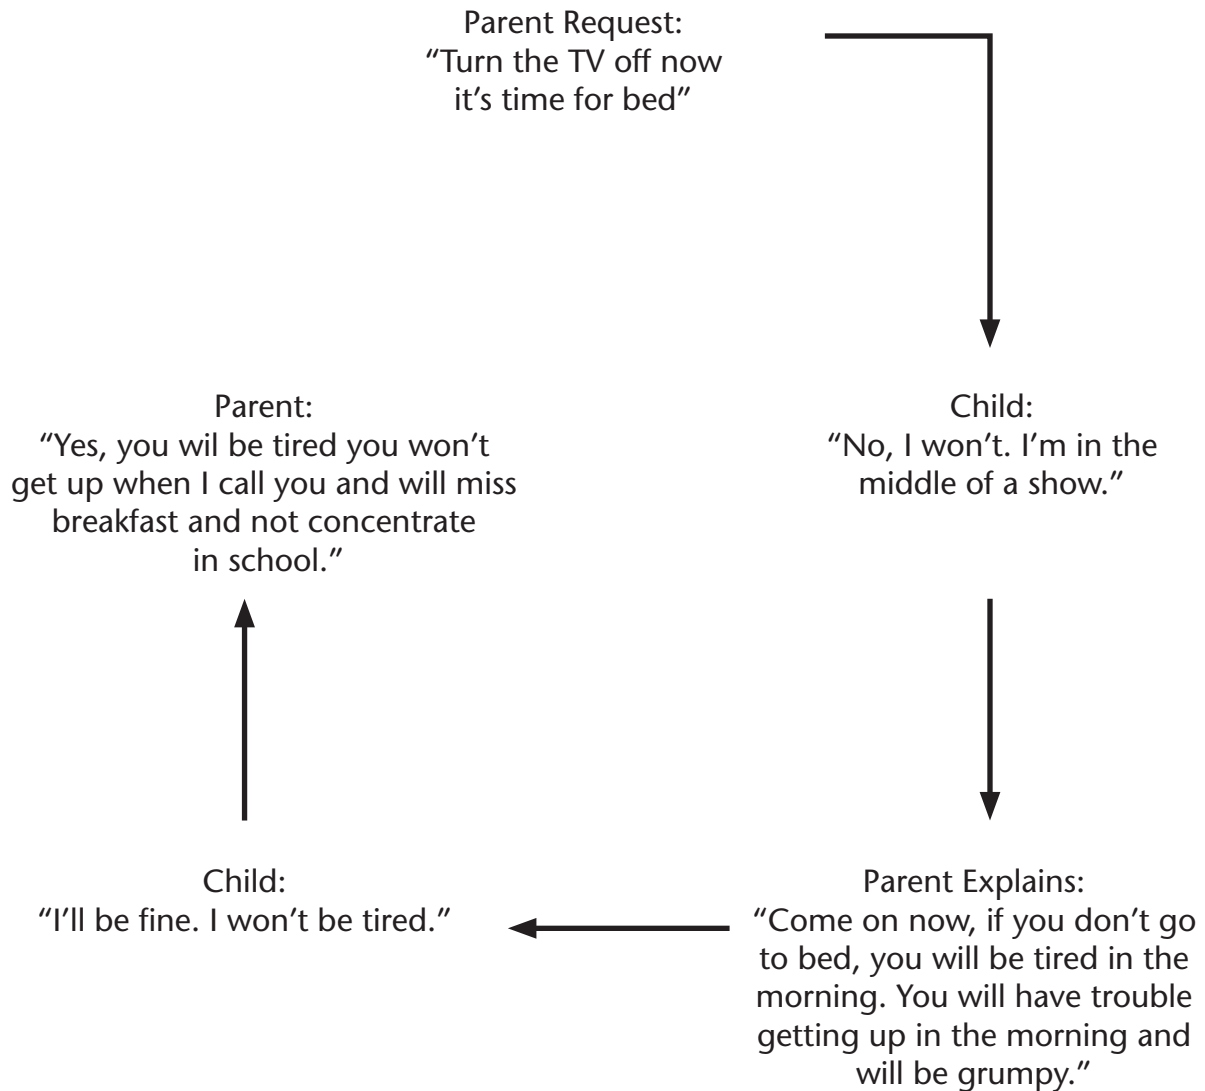 Parent Request:
“Turn the TV off now
it’s time for bed”
Child:
“No, I won’t. I’m in the
middle of a show.”
Parent Explains:
“Come on now, if you don’t go
to bed, you will be tired in the
morning. You will have trouble
getting up in the morning and
will be grumpy.”
Child:
“I’ll be fine. I won’t be tired.”
Parent:
“Yes, you wil be tired you won’t
get up when I call you and will miss
breakfast and not concentrate
in school.”